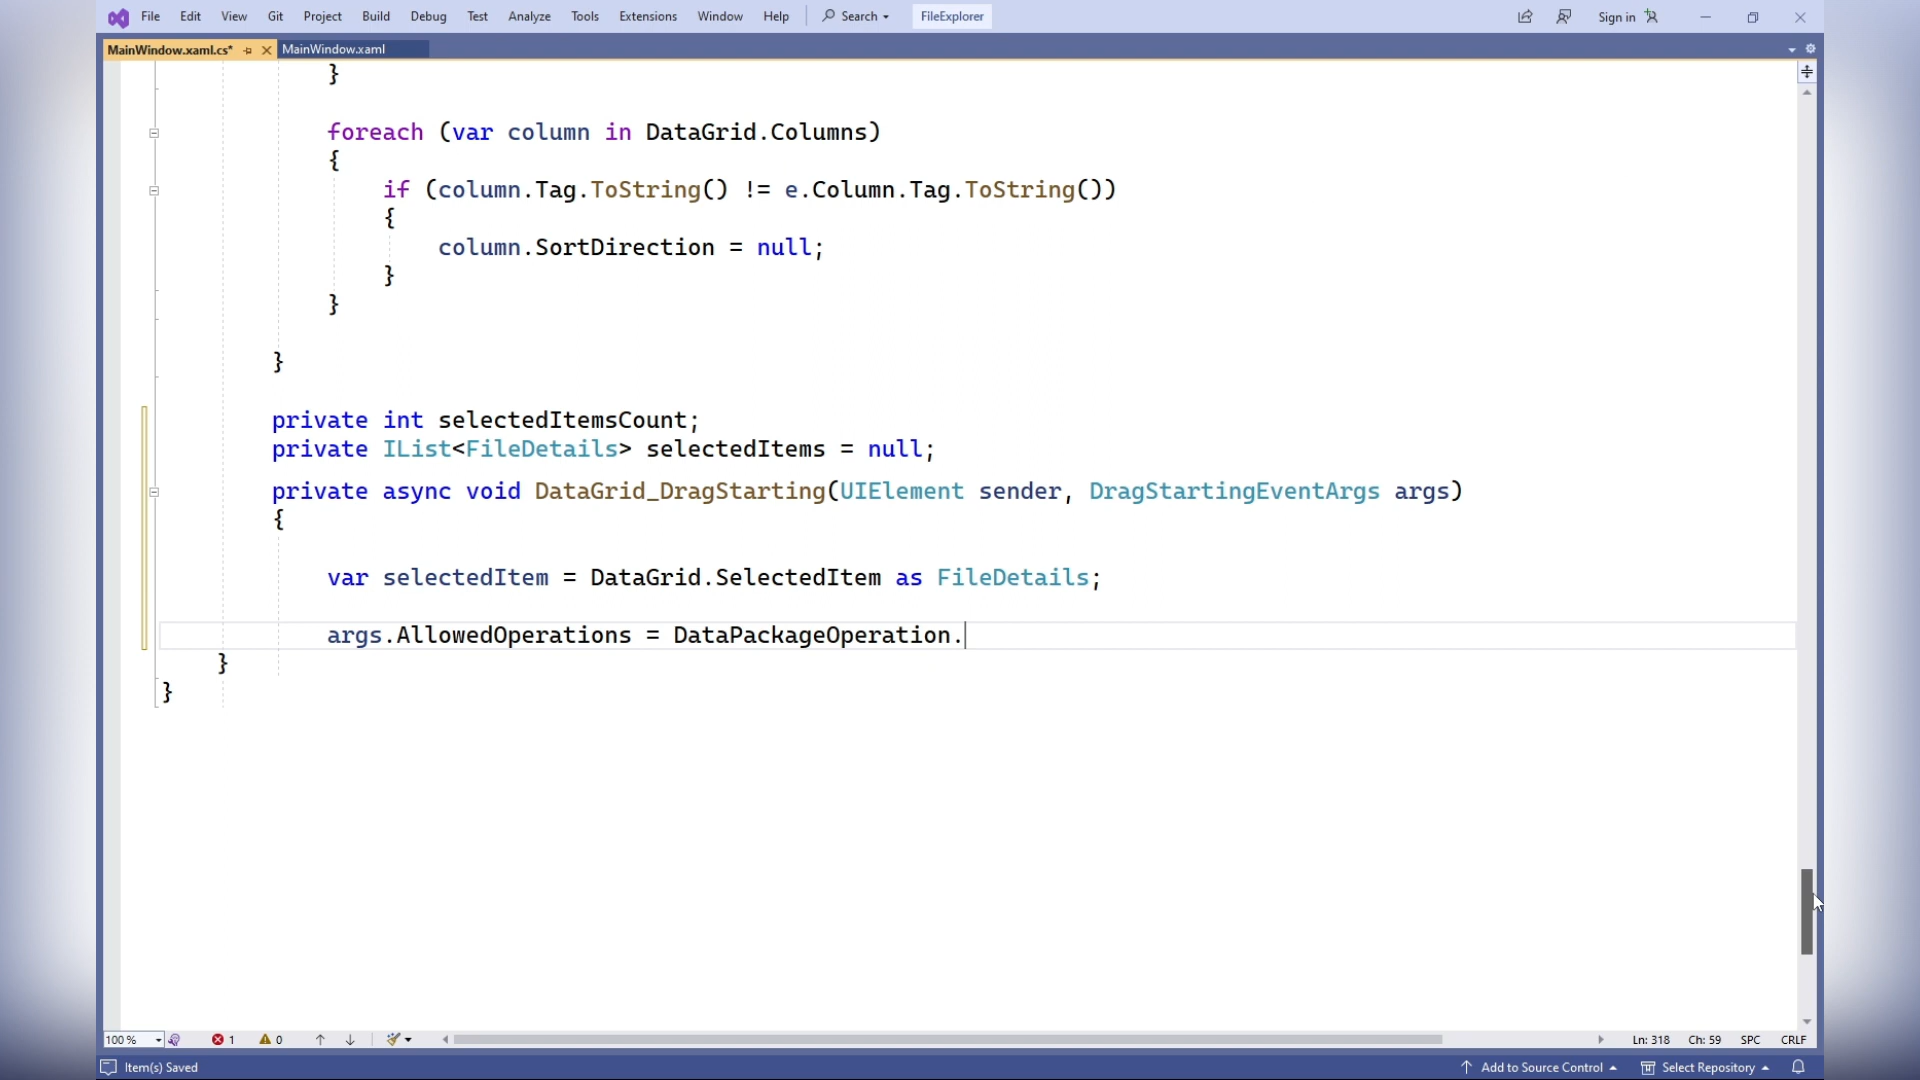 File Edit View Git Project Build Debug Test Analyze Tools Extensions Window Help Search FileExplorer Sign in
MainWindow.xaml.cs* MainWindow.xaml
}
foreach (var column in DataGrid.Columns)
{
if (column.Tag.ToString() != e.Column.Tag.ToString())
{
column.SortDirection = null;
}
}
}
private int selectedItemsCount;
private IList<FileDetails> selectedItems = null;
private async void DataGrid_DragStarting(UIElement sender, DragStartingEventArgs args)
{
var selectedItem = DataGrid.SelectedItem as FileDetails;
args.AllowedOperations = DataPackageOperation.
}
}
100 % 1 0 Ln: 318 Ch: 59 SPC CRLF
Item(s) Saved Add to Source Control Select Repository